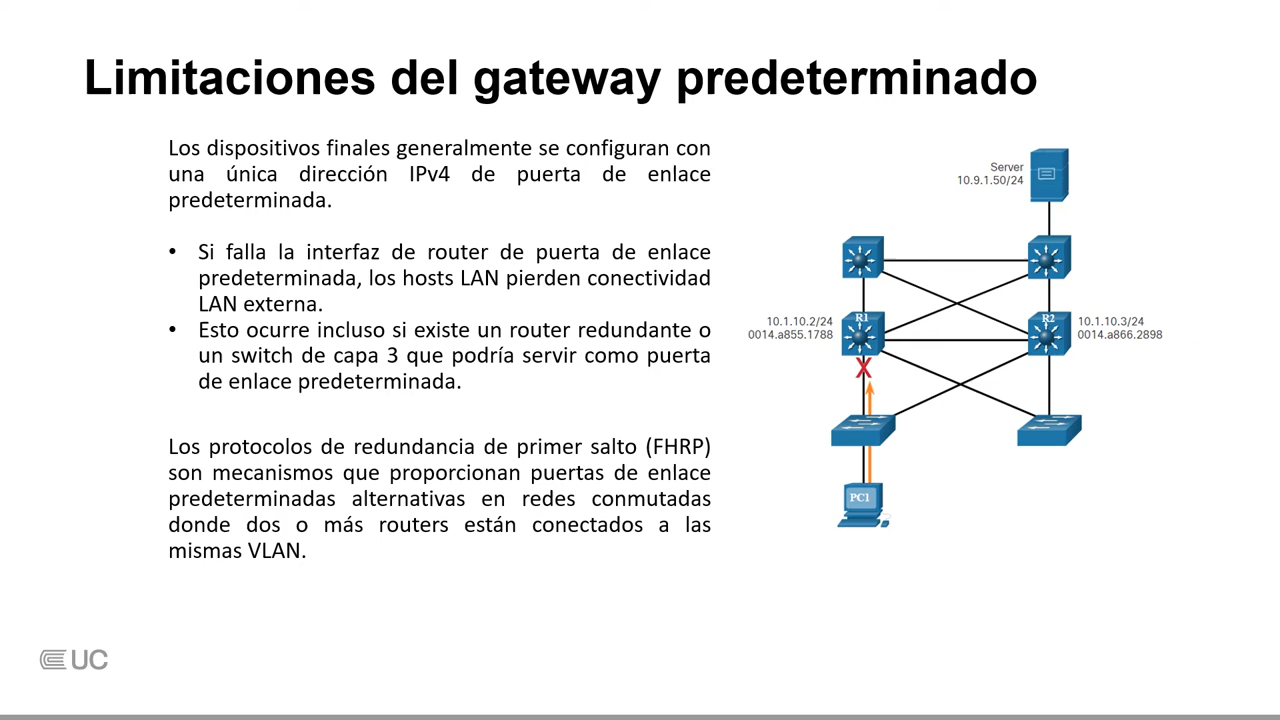 Limitaciones del gateway predeterminado
Los dispositivos finales generalmente se configuran con
una única dirección IPv4 de puerta de enlace
predeterminada.
• Si falla la interfaz de router de puerta de enlace
predeterminada, los hosts LAN pierden conectividad
LAN externa.
• Esto ocurre incluso si existe un router redundante o
un switch de capa 3 que podría servir como puerta
de enlace predeterminada.
Los protocolos de redundancia de primer salto (FHRP)
son mecanismos que proporcionan puertas de enlace
predeterminadas alternativas en redes conmutadas
donde dos o más routers están conectados a las
mismas VLAN.
Server
10.9.1.50/24
R1
10.1.10.2/24
0014.a855.1788
R2
10.1.10.3/24
0014.a866.2898
X
PC1
UC